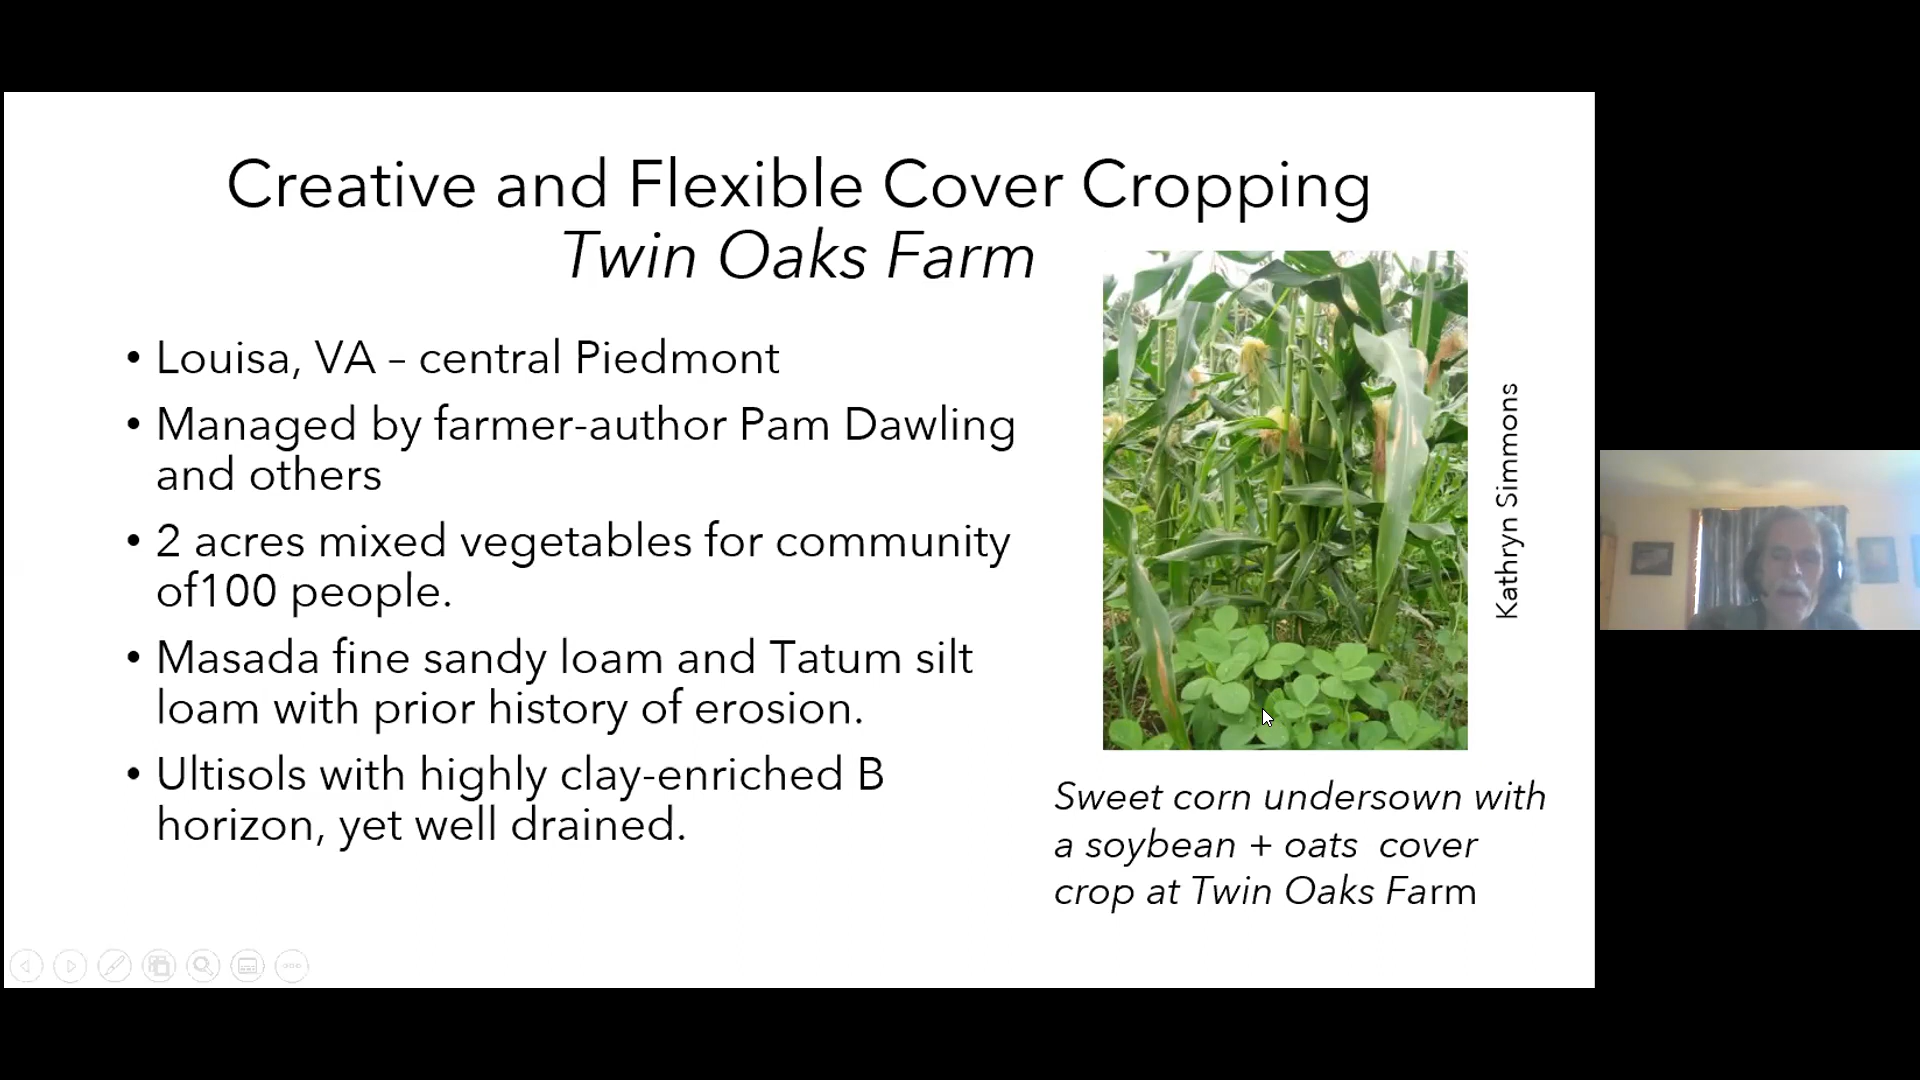 Creative and Flexible Cover Cropping
Twin Oaks Farm
• Louisa, VA – central Piedmont
• Managed by farmer-author Pam Dawling
and others
• 2 acres mixed vegetables for community
of100 people.
• Masada fine sandy loam and Tatum silt
loam with prior history of erosion.
• Ultisols with highly clay-enriched B
horizon, yet well drained.
Kathryn Simmons
Sweet corn undersown with
a soybean + oats  cover
crop at Twin Oaks Farm